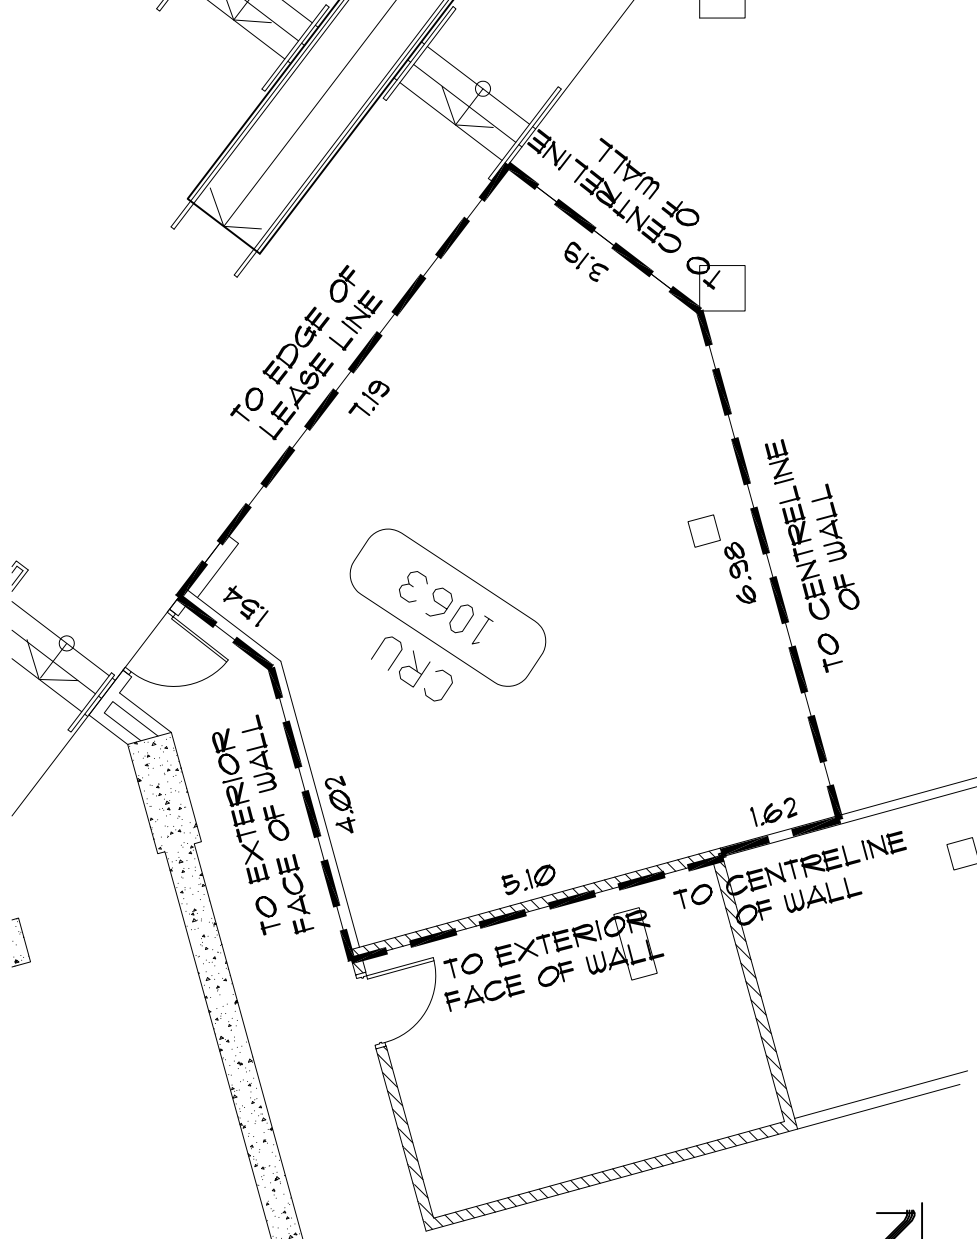 TO CENTRELINE
OF WALL
3.19
TO EDGE OF
LEASE LINE
7.19
TO CENTRELINE
OF WALL
6.98
1.54
CRU
1063
TO EXTERIOR
FACE OF WALL
4.02
5.10
1.62
TO CENTRELINE
OF WALL
TO EXTERIOR
FACE OF WALL